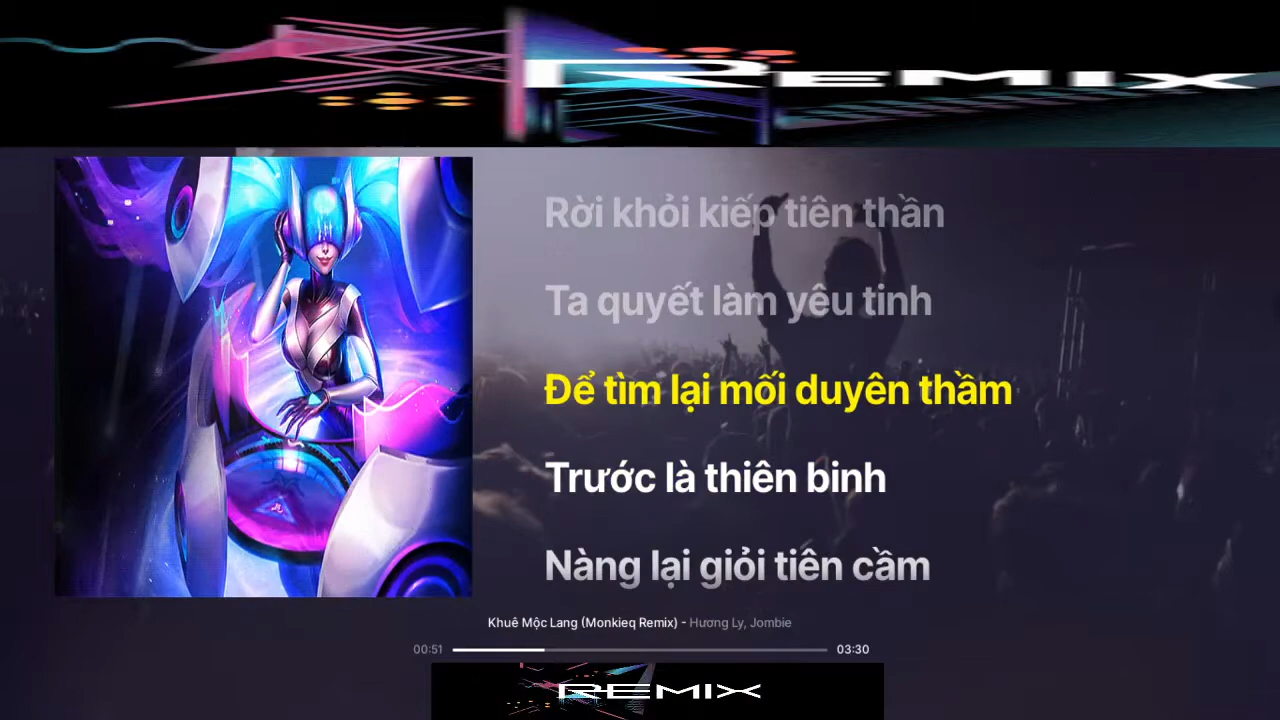 REMIX
Rời khỏi kiếp tiên thần
Ta quyết làm yêu tinh
Để tìm lại mối duyên thầm
Trước là thiên binh
Nàng lại giỏi tiên cầm
Khuê Mộc Lang (Monkieq Remix) - Hương Ly, Jombie
00:51 03:30
REMIX